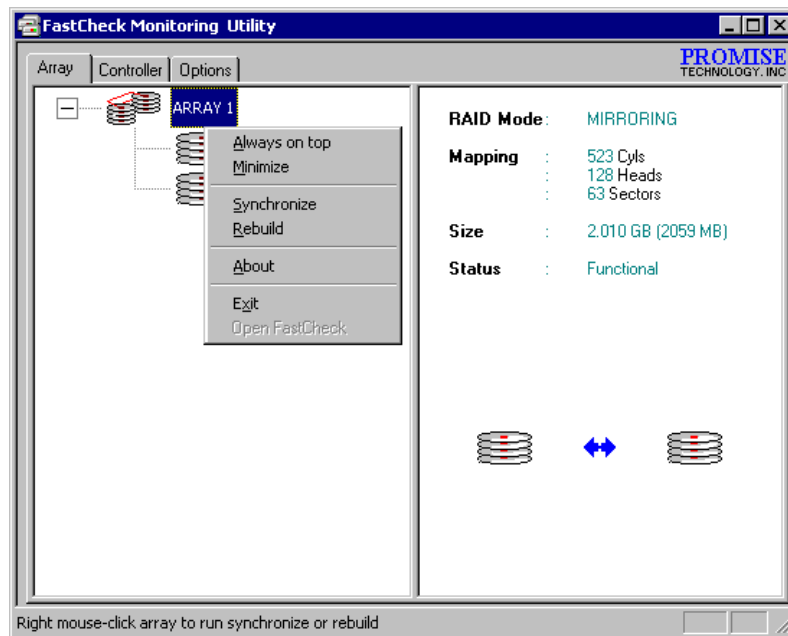 FastCheck Monitoring Utility
Array
Controller
Options
PROMISE
TECHNOLOGY, INC
ARRAY 1
Always on top
Minimize
Synchronize
Rebuild
About
Exit
Open FastCheck
RAID Mode : MIRRORING
Mapping : 523 Cyls
: 128 Heads
: 63 Sectors
Size : 2.010 GB (2059 MB)
Status : Functional
Right mouse-click array to run synchronize or rebuild